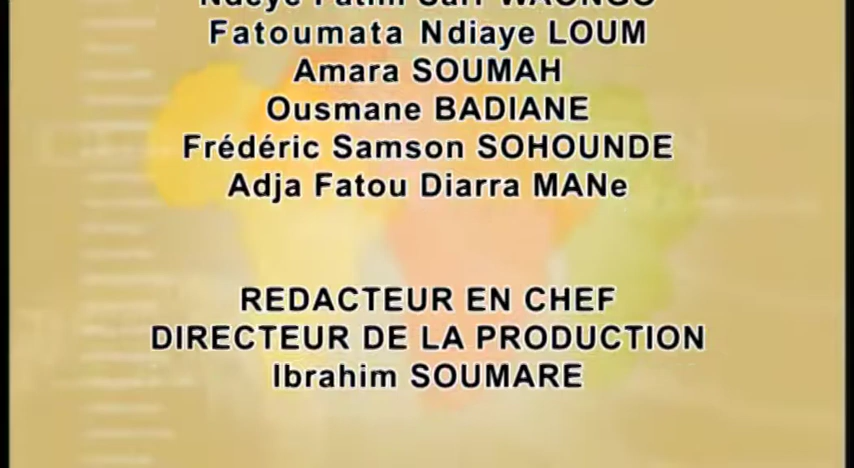 Fatoumata Ndiaye LOUM
Amara SOUMAH
Ousmane BADIANE
Frédéric Samson SOHOUNDE
Adja Fatou Diarra MANe
REDACTEUR EN CHEF
DIRECTEUR DE LA PRODUCTION
Ibrahim SOUMARE